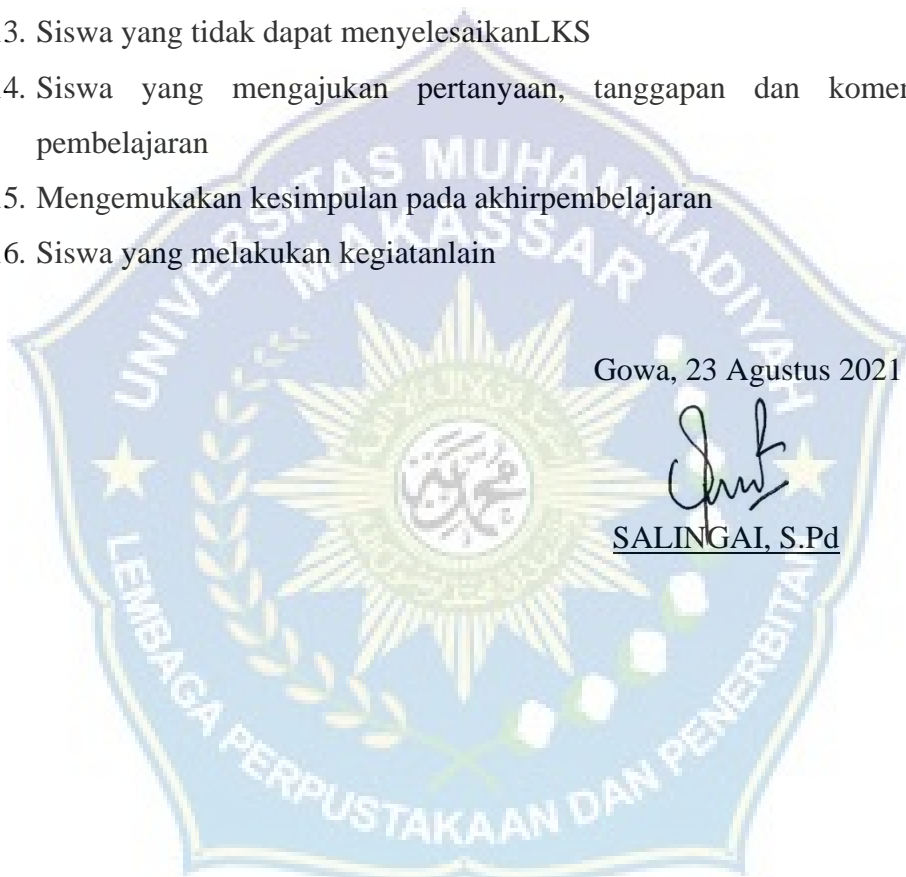 3. Siswa yang tidak dapat menyelesaikanLKS
4. Siswa yang mengajukan pertanyaan, tanggapan dan komen
pembelajaran
5. Mengemukakan kesimpulan pada akhirpembelajaran
6. Siswa yang melakukan kegiatanlain
UNIVERSITAS MUHAMMADIYAH
MAKASSAR
Gowa, 23 Agustus 2021
SALINGAI, S.Pd
LEMBAGA PERPUSTAKAAN DAN PENERBITAN